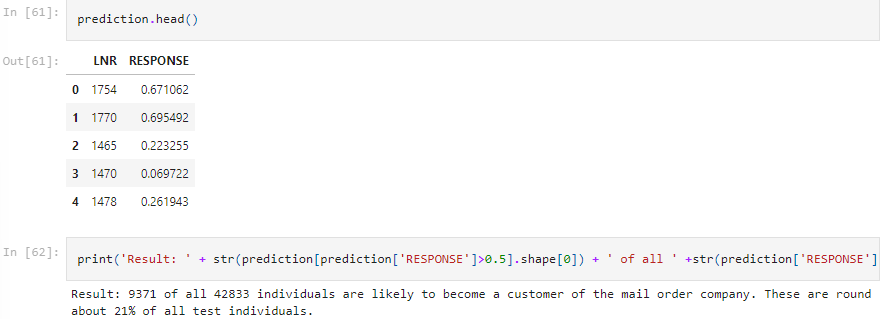 In [61]: prediction.head()
Out[61]:
LNR RESPONSE
0 1754 0.671062
1 1770 0.695492
2 1465 0.223255
3 1470 0.069722
4 1478 0.261943
In [62]: print('Result: ' + str(prediction[prediction['RESPONSE']>0.5].shape[0]) + ' of all ' +str(prediction['RESPONSE']
Result: 9371 of all 42833 individuals are likely to become a customer of the mail order company. These are round
about 21% of all test individuals.